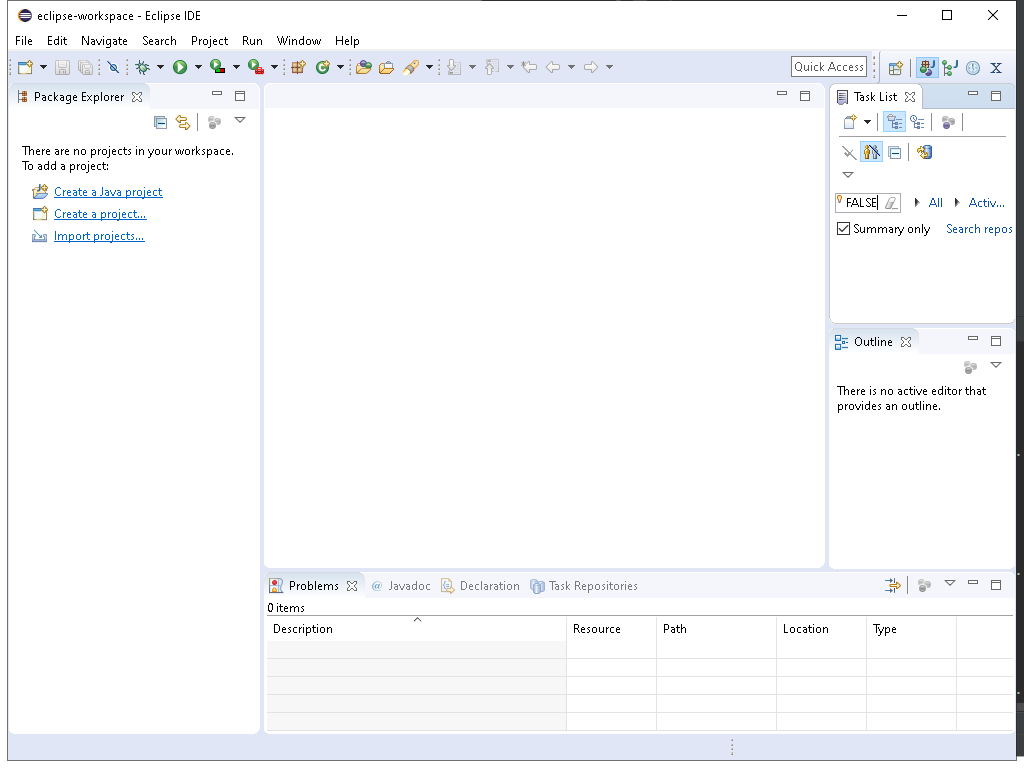 eclipse-workspace - Eclipse IDE
File Edit Navigate Search Project Run Window Help
Quick Access
Package Explorer
There are no projects in your workspace.
To add a project:
Create a Java project
Create a project...
Import projects...
Task List
FALSE All Activ...
Summary only Search repos
Outline
There is no active editor that
provides an outline.
Problems @ Javadoc Declaration Task Repositories
0 items
Description Resource Path Location Type